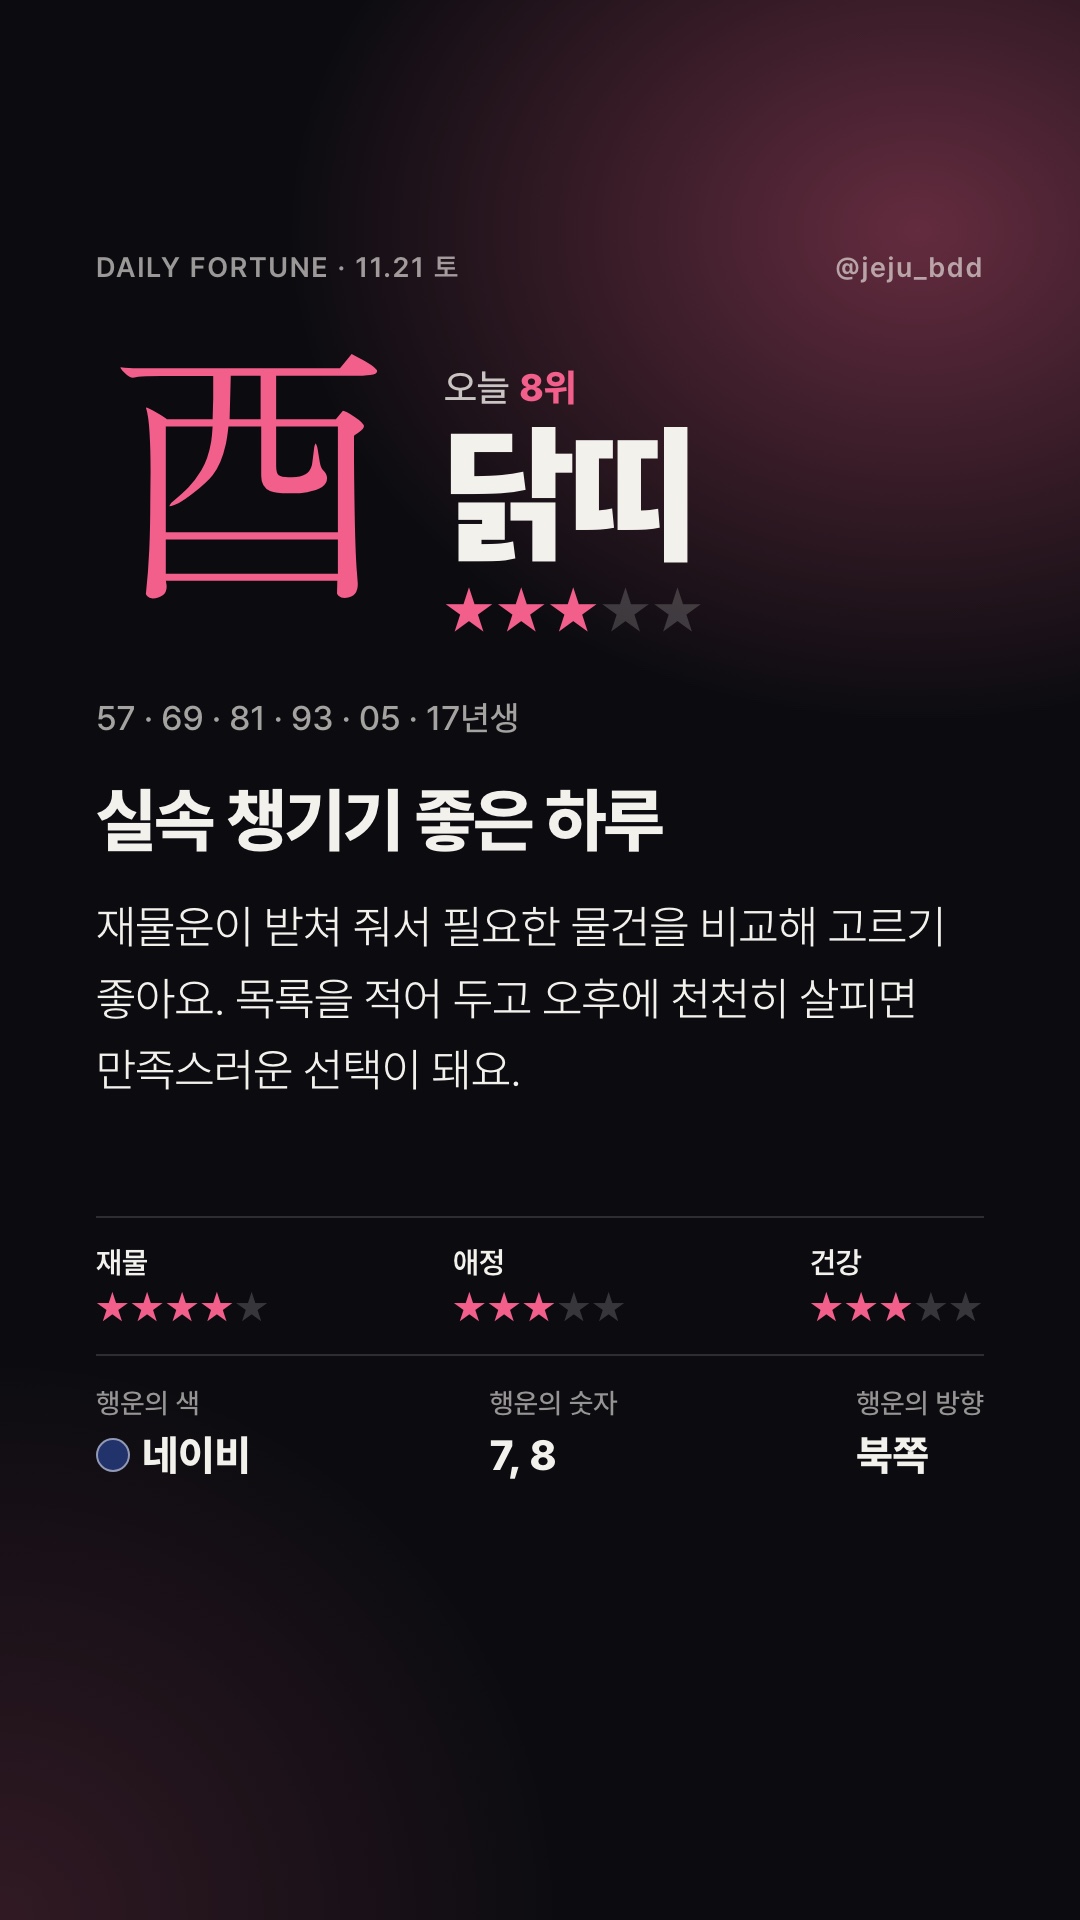 DAILY FORTUNE · 11.21 토
@jeju_bdd
酉
오늘 8위
닭띠
★★★★★
57 · 69 · 81 · 93 · 05 · 17년생
실속 챙기기 좋은 하루
재물운이 받쳐 줘서 필요한 물건을 비교해 고르기
좋아요. 목록을 적어 두고 오후에 천천히 살피면
만족스러운 선택이 돼요.
재물
★★★★★
애정
★★★★★
건강
★★★★★
행운의 색
네이비
행운의 숫자
7, 8
행운의 방향
북쪽